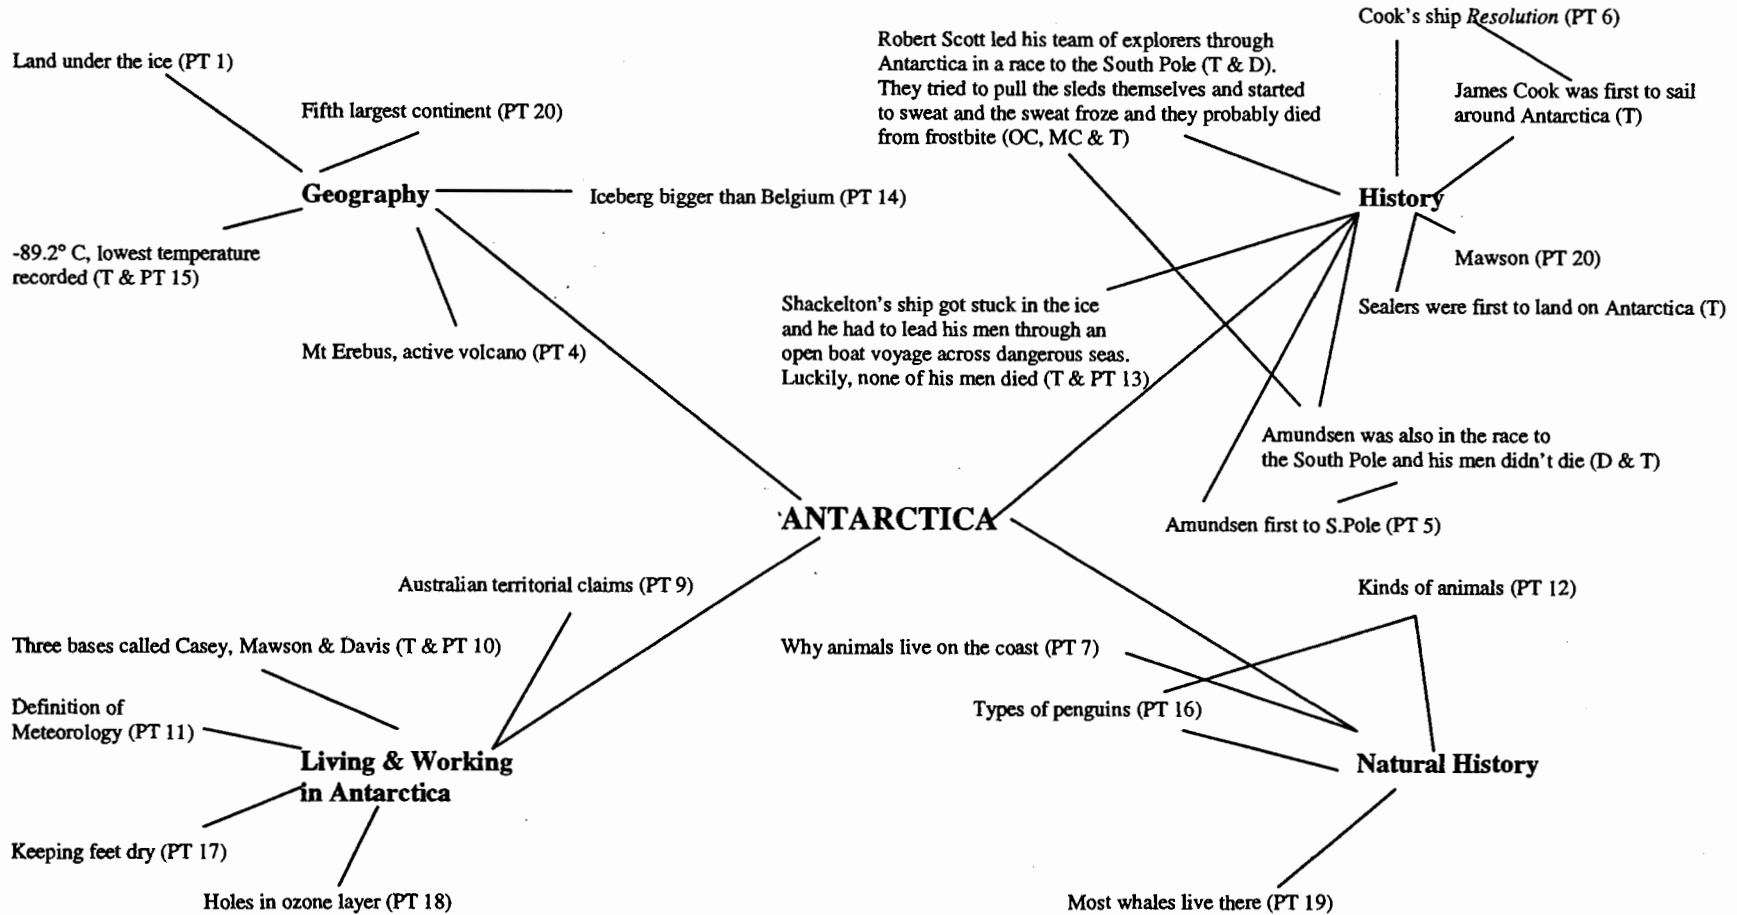 Cook's ship Resolution (PT 6)
Robert Scott led his team of explorers through
Antarctica in a race to the South Pole (T & D).
They tried to pull the sleds themselves and started
to sweat and the sweat froze and they probably died
from frostbite (OC, MC & T)
Land under the ice (PT 1)
Fifth largest continent (PT 20)
James Cook was first to sail
around Antarctica (T)
Geography
Iceberg bigger than Belgium (PT 14)
History
-89.2° C, lowest temperature
recorded (T & PT 15)
Mawson (PT 20)
Sealers were first to land on Antarctica (T)
Shackelton's ship got stuck in the ice
and he had to lead his men through an
open boat voyage across dangerous seas.
Luckily, none of his men died (T & PT 13)
Mt Erebus, active volcano (PT 4)
Amundsen was also in the race to
the South Pole and his men didn't die (D & T)
ANTARCTICA
Amundsen first to S.Pole (PT 5)
Australian territorial claims (PT 9)
Kinds of animals (PT 12)
Three bases called Casey, Mawson & Davis (T & PT 10)
Why animals live on the coast (PT 7)
Definition of
Meteorology (PT 11)
Types of penguins (PT 16)
Living & Working
in Antarctica
Natural History
Keeping feet dry (PT 17)
Holes in ozone layer (PT 18)
Most whales live there (PT 19)